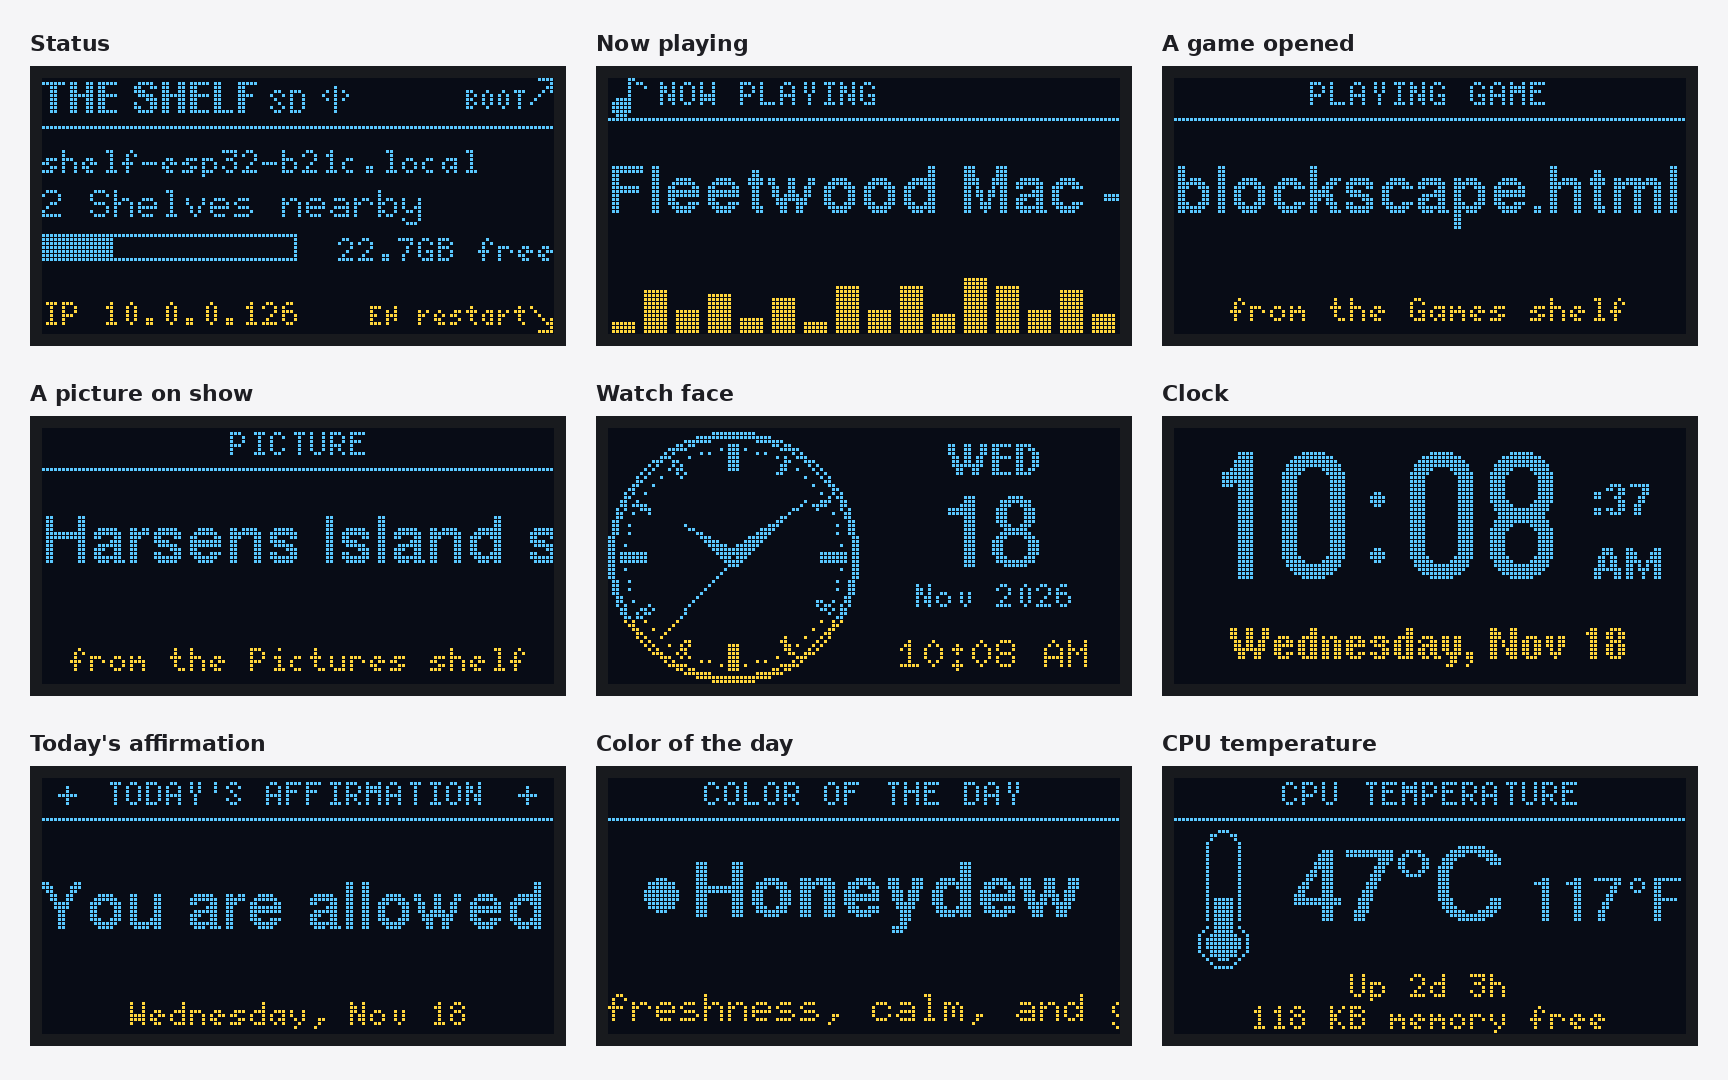 Status
THE SHELF SD BOOT
shelf-esp32-b21c.local
2 Shelves nearby
22.7GB free
IP 10.0.0.126 EN restart
Now playing
NOW PLAYING
Fleetwood Mac -
A game opened
PLAYING GAME
blockscape.html
from the Games shelf
A picture on show
PICTURE
Harsens Island s
from the Pictures shelf
Watch face
WED
18
Nov 2026
10:08 AM
Clock
10:08 :37 AM
Wednesday, Nov 18
Today's affirmation
+ TODAY'S AFFIRMATION +
You are allowed
Wednesday, Nov 18
Color of the day
COLOR OF THE DAY
Honeydew
freshness, calm, and
CPU temperature
CPU TEMPERATURE
47°C 117°F
Up 2d 3h
118 KB memory free